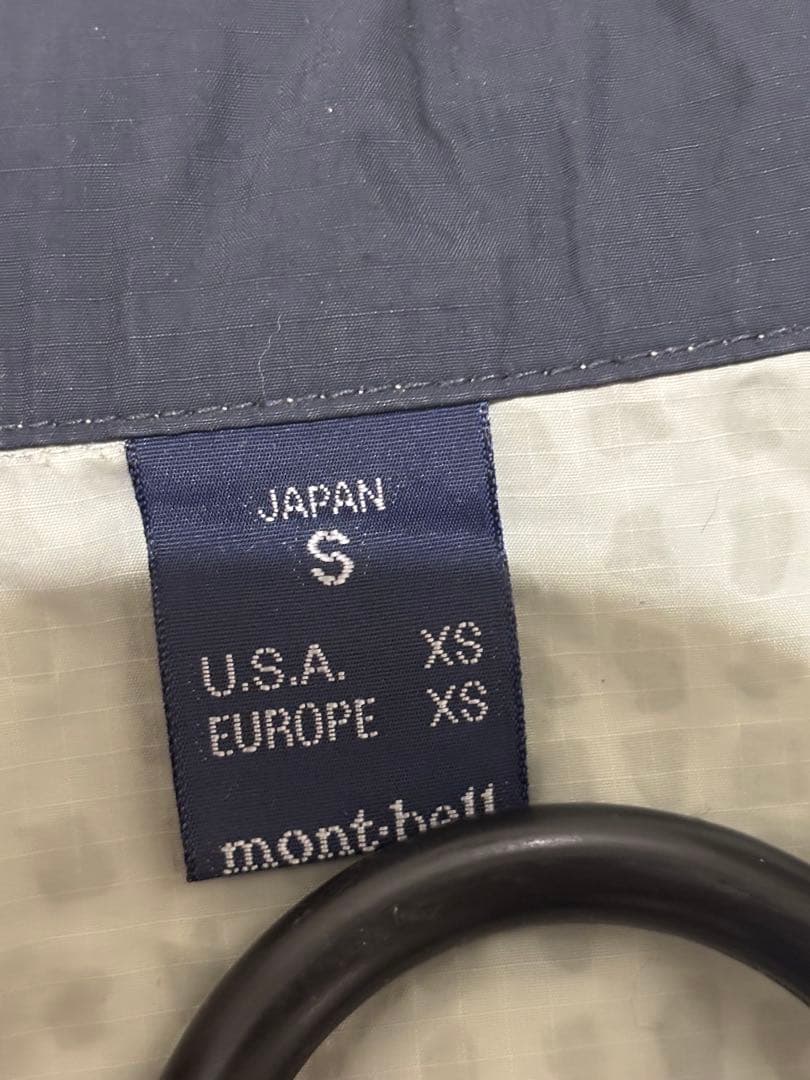 JAPAN
S
U.S.A. XS
EUROPE XS
mont·bell